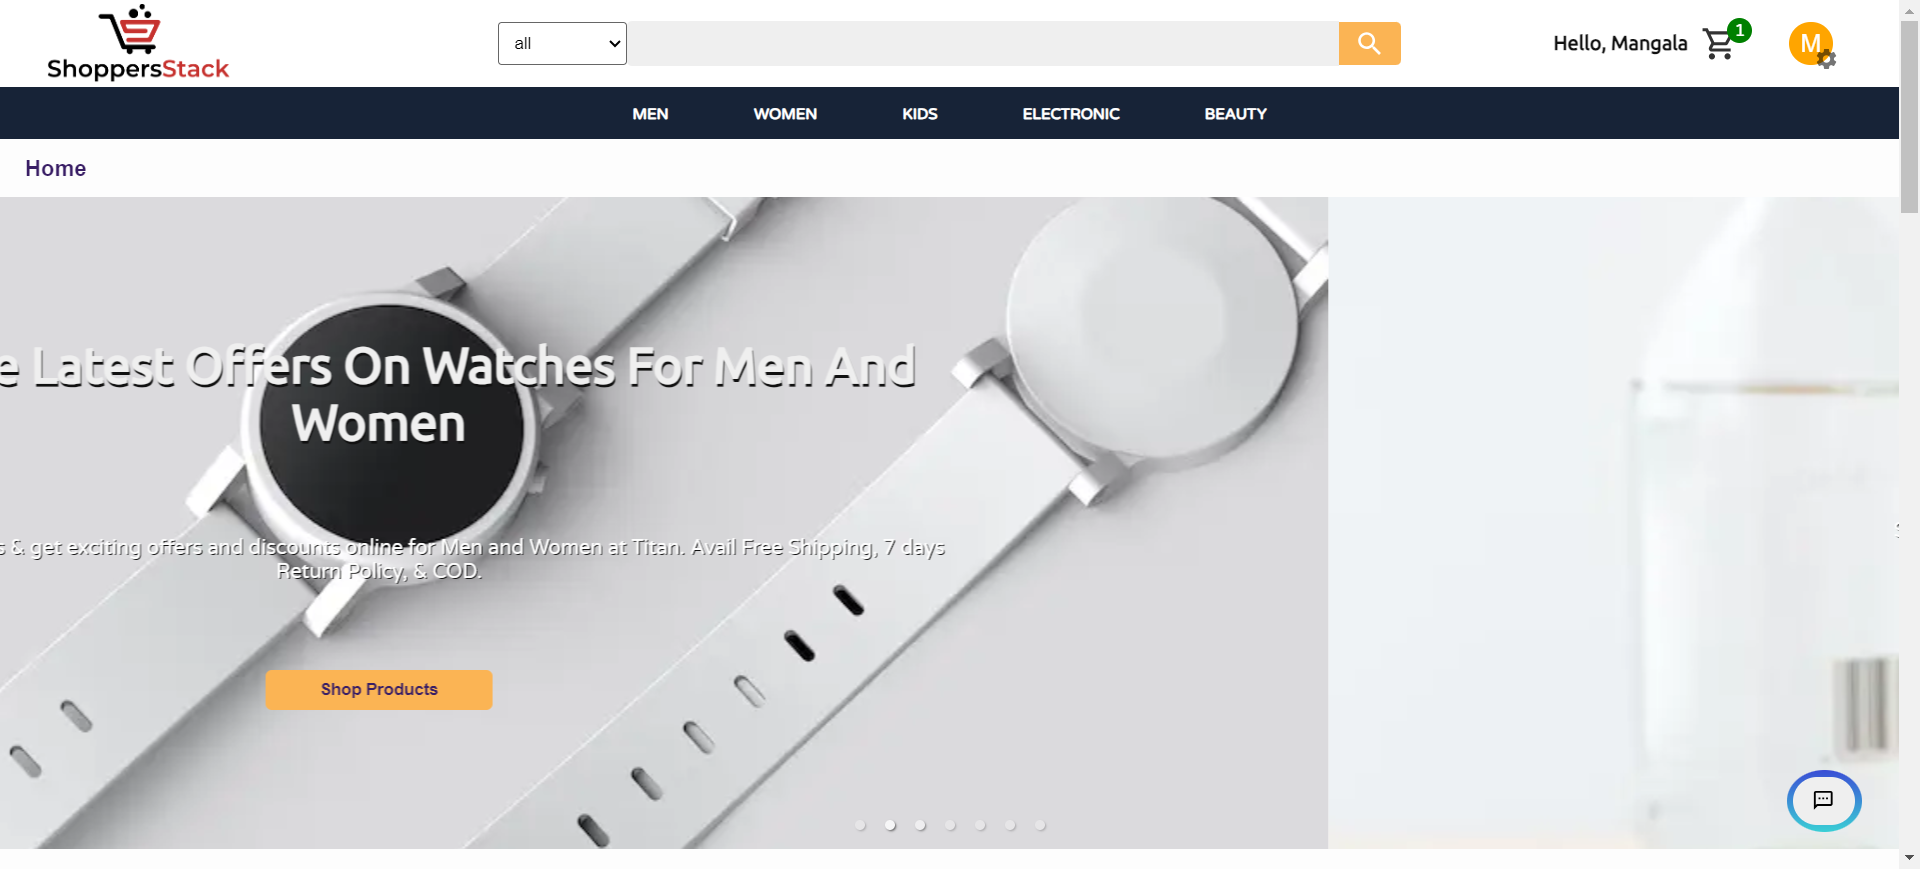 ShoppersStack
all
Hello, Mangala
1
M
MEN WOMEN KIDS ELECTRONIC BEAUTY
Home
e Latest Offers On Watches For Men And
Women
s & get exciting offers and discounts online for Men and Women at Titan. Avail Free Shipping, 7 days
Return Policy, & COD.
Shop Products